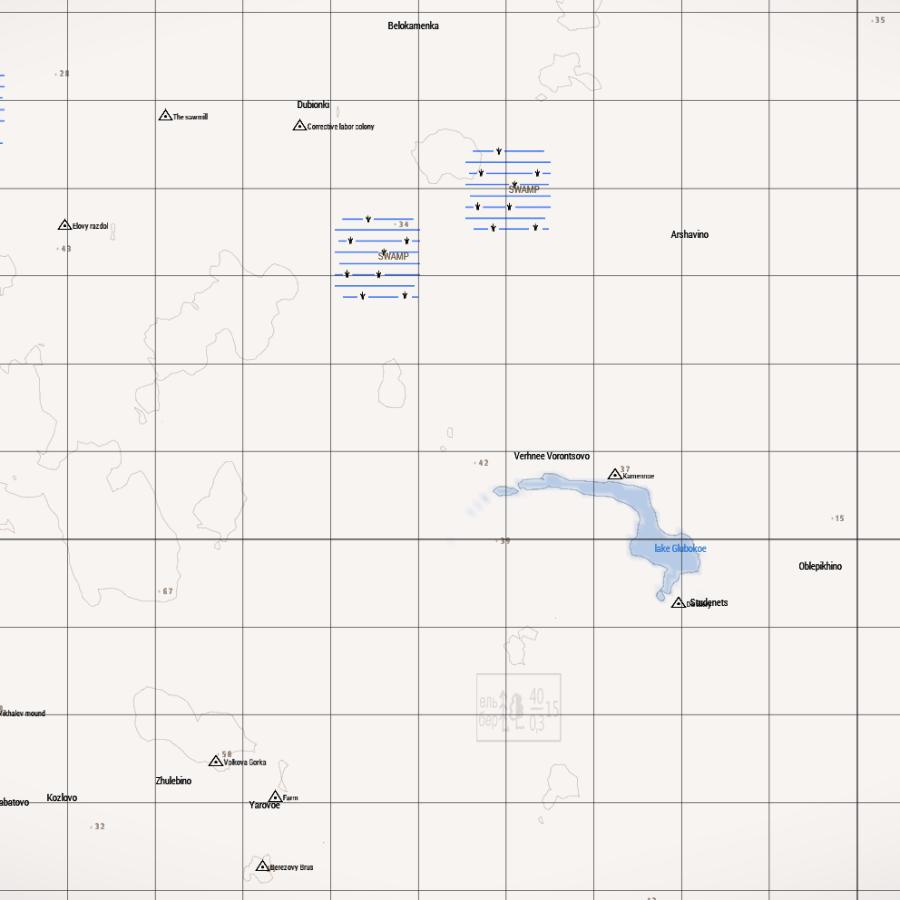 Belokamenka
35
28
Dubionki
The sawmill
Corrective labor colony
SWAMP
34
Elovy razdol
Arshavino
43
SWAMP
Verhnee Vorontsovo
42
37
Kamennoe
15
39
lake Glubokoe
Oblepikhino
67
Studenets
ель
40
15
бер
0,3
ikhalev mound
58
Volkova Gorka
Zhulebino
Kozlovo
Farm
abatovo
Yarovoe
32
Berezovy Brus